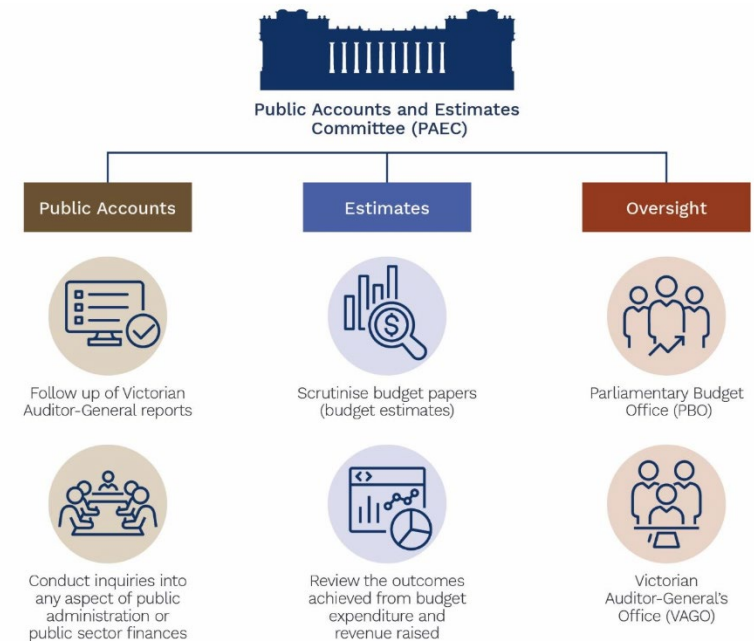 Public Accounts and Estimates
Committee (PAEC)
Public Accounts
Estimates
Oversight
Follow up of Victorian
Auditor-General reports
Scrutinise budget papers
(budget estimates)
Parliamentary Budget
Office (PBO)
Conduct inquiries into
any aspect of public
administration or
public sector finances
Review the outcomes
achieved from budget
expenditure and
revenue raised
Victorian
Auditor-General's
Office (VAGO)